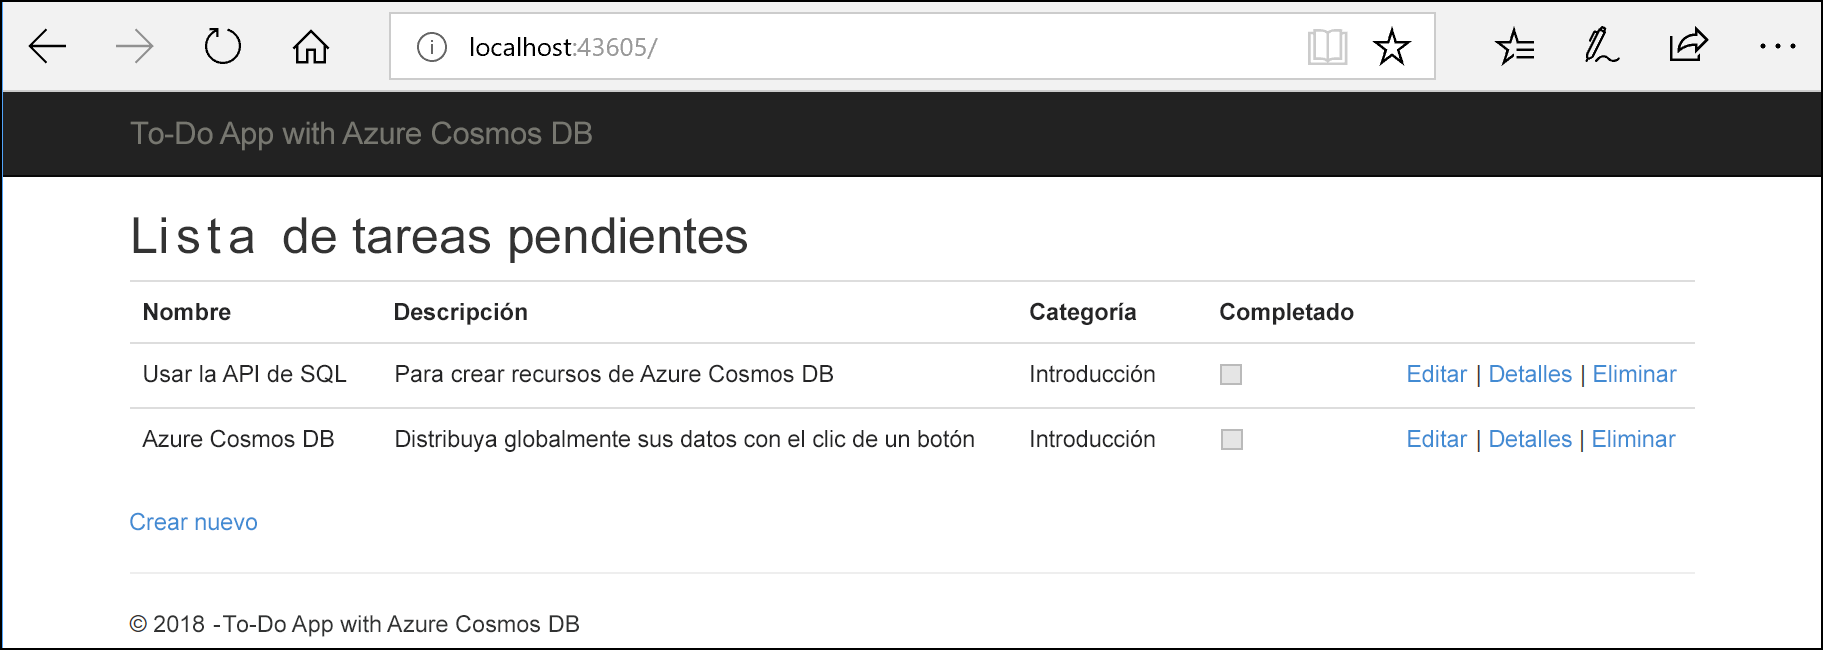 localhost:43605/
To-Do App with Azure Cosmos DB
Lista de tareas pendientes
Nombre Descripción Categoría Completado
Usar la API de SQL Para crear recursos de Azure Cosmos DB Introducción Editar | Detalles | Eliminar
Azure Cosmos DB Distribuya globalmente sus datos con el clic de un botón Introducción Editar | Detalles | Eliminar
Crear nuevo
© 2018 -To-Do App with Azure Cosmos DB